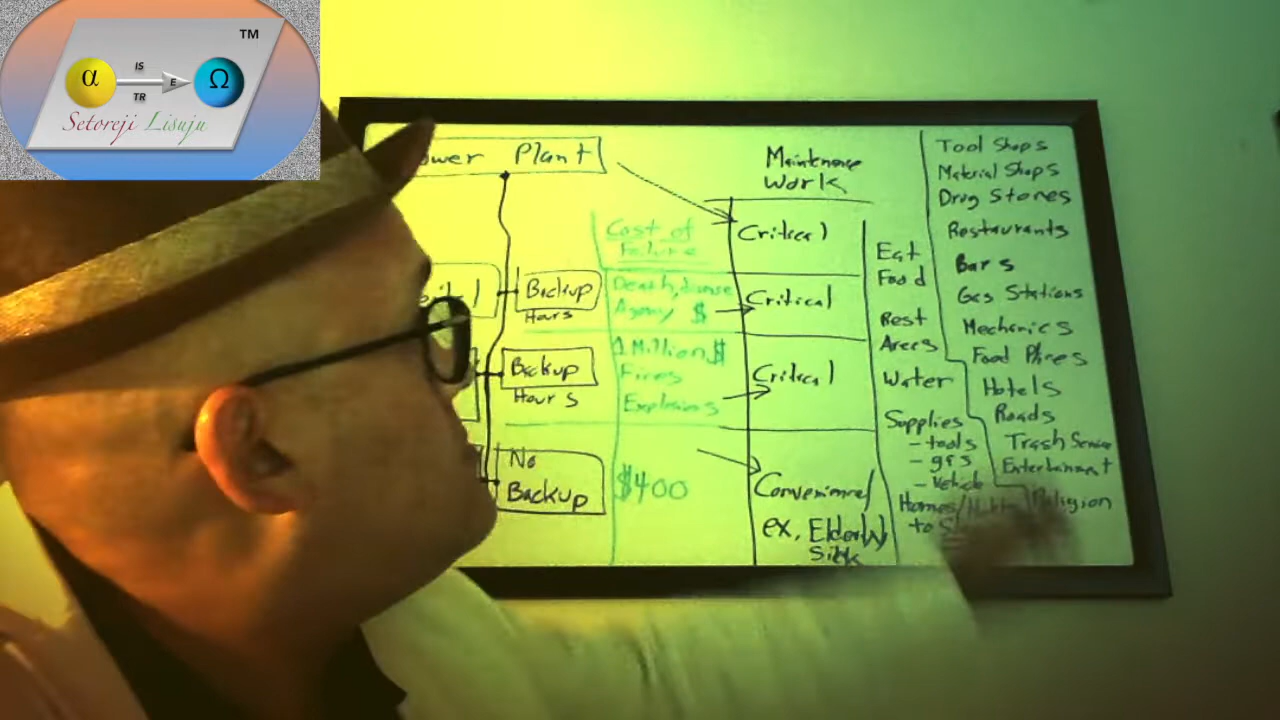 TM
α
IS
E
TR
Ω
Setoreji Lisuju
ower Plant
Backup
Hours
Backup
Hours
No
Backup
Cost of
Death,
Agony $
1 Million $
Fires
Explosions
$400
Maintenance
Work
Critical
Critical
Critical
ex. Elderly
Sick
Eat
Food
Rest
Areas
Water
Supplies
- tools
- gas
- vehicle
Homes/
to
Tool Shops
Material Shops
Drug Stores
Restaurants
Bars
Gas Stations
Mechanics
Food Places
Hotels
Roads
Trash Service
Entertainment
Religion